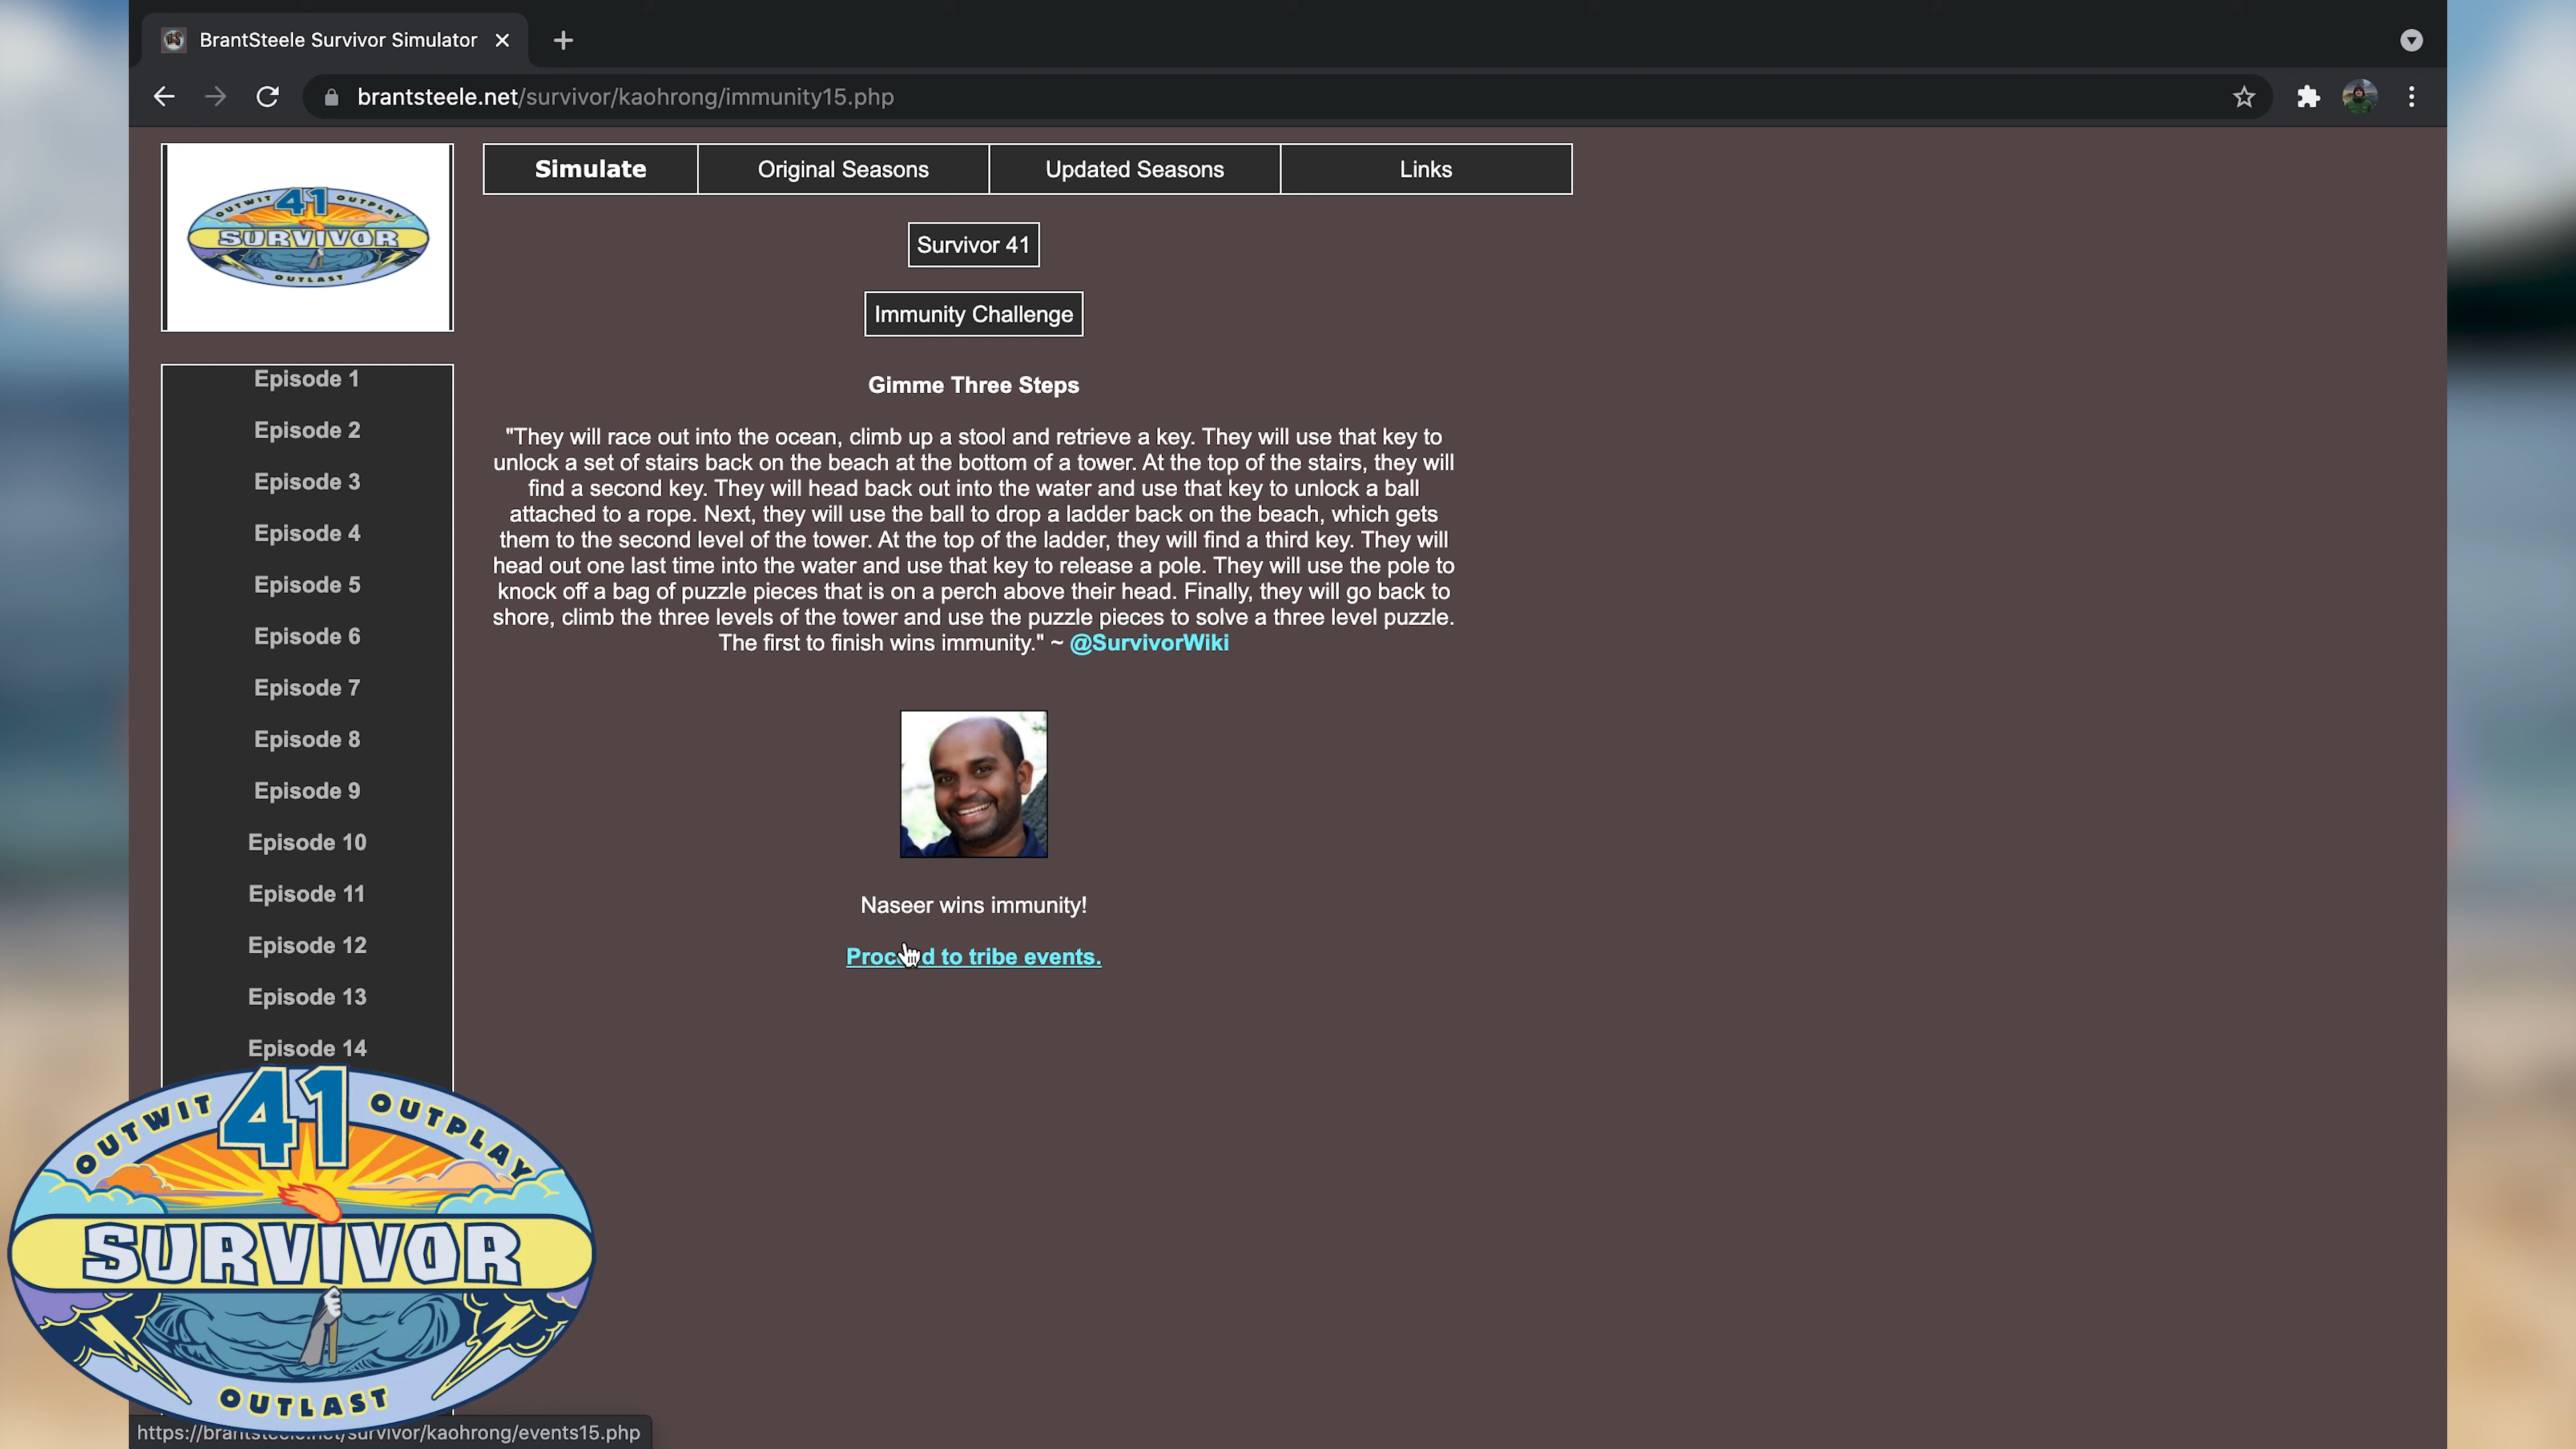 BrantSteele Survivor Simulator
brantsteele.net/survivor/kaohrong/immunity15.php
OUTWIT 41 OUTPLAY
SURVIVOR
OUTLAST
Simulate
Original Seasons
Updated Seasons
Links
Survivor 41
Immunity Challenge
Gimme Three Steps
"They will race out into the ocean, climb up a stool and retrieve a key. They will use that key to
unlock a set of stairs back on the beach at the bottom of a tower. At the top of the stairs, they will
find a second key. They will head back out into the water and use that key to unlock a ball
attached to a rope. Next, they will use the ball to drop a ladder back on the beach, which gets
them to the second level of the tower. At the top of the ladder, they will find a third key. They will
head out one last time into the water and use that key to release a pole. They will use the pole to
knock off a bag of puzzle pieces that is on a perch above their head. Finally, they will go back to
shore, climb the three levels of the tower and use the puzzle pieces to solve a three level puzzle.
The first to finish wins immunity." ~ @SurvivorWiki
Naseer wins immunity!
Proceed to tribe events.
Episode 1
Episode 2
Episode 3
Episode 4
Episode 5
Episode 6
Episode 7
Episode 8
Episode 9
Episode 10
Episode 11
Episode 12
Episode 13
Episode 14
OUTWIT 41 OUTPLAY
SURVIVOR
OUTLAST
https://brantsteele.net/survivor/kaohrong/events15.php